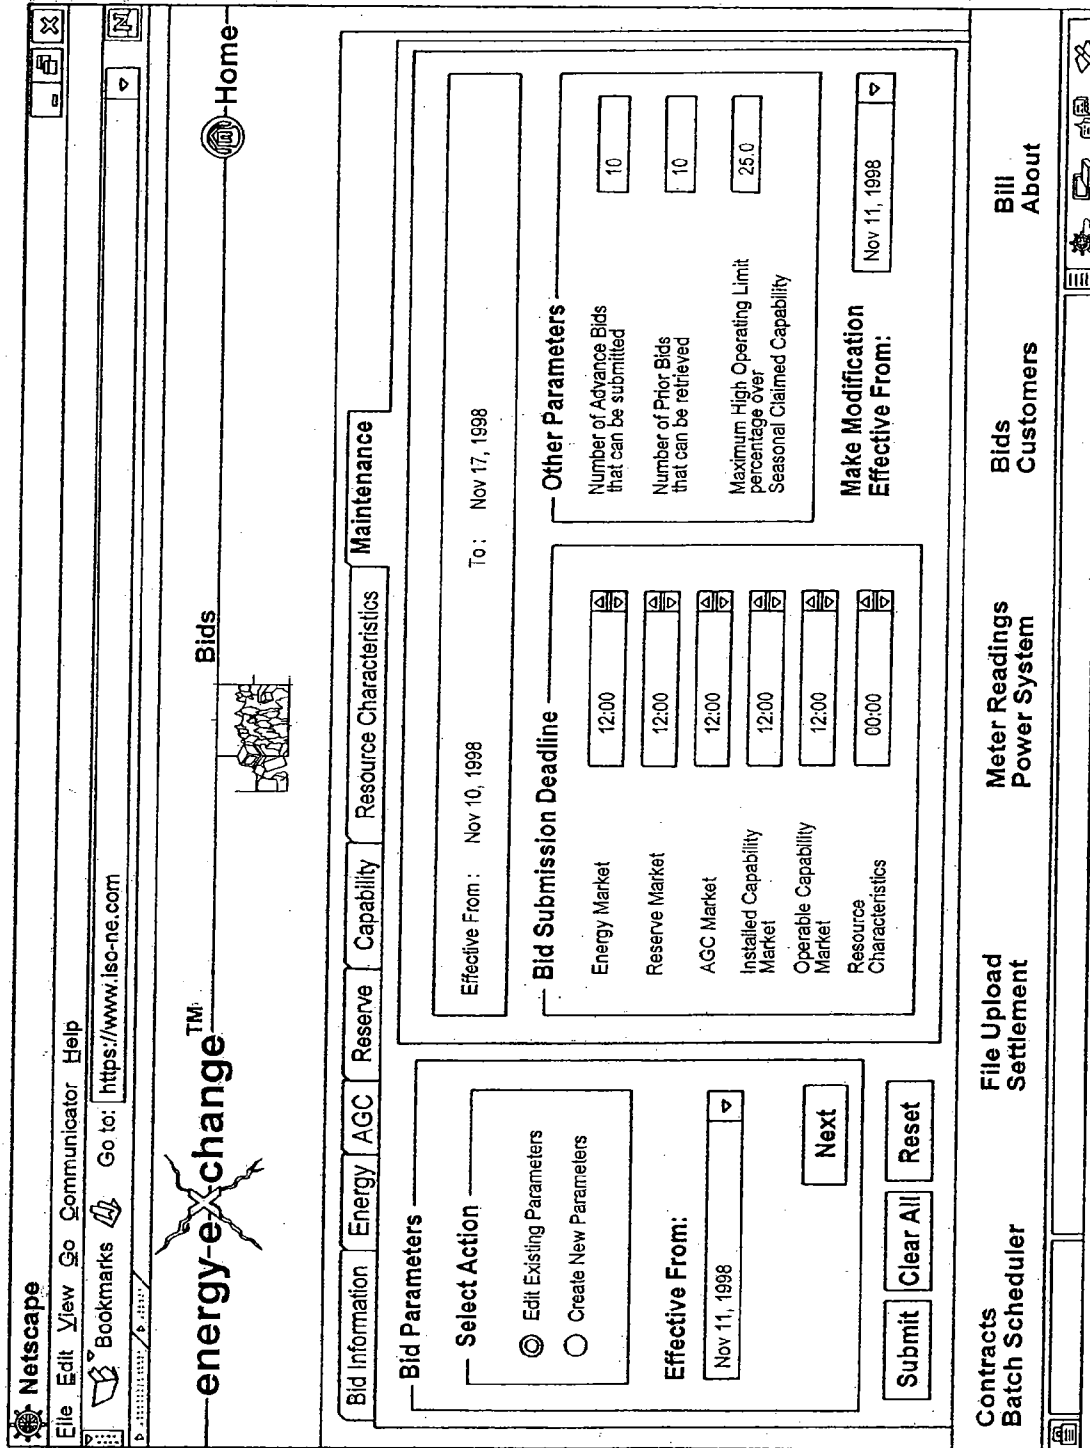 Netscape
File Edit View Go Communicator Help
Bookmarks Go to: https://www.iso-ne.com
N
energy-e-xchange™
Bids
Home
Bid Information Energy AGC Reserve Capability Resource Characteristics Maintenance
Bid Parameters
Select Action
Edit Existing Parameters
Create New Parameters
Effective From:
Nov 11, 1998
Next
Submit Clear All Reset
Effective From: Nov 10, 1998 To: Nov 17, 1998
Bid Submission Deadline
Energy Market 12:00
Reserve Market 12:00
AGC Market 12:00
Installed Capability
Market 12:00
Operable Capability
Market 12:00
Resource
Characteristics 00:00
Other Parameters
Number of Advance Bids
that can be submitted 10
Number of Prior Bids
that can be retrieved 10
Maximum High Operating Limit
percentage over
Seasonal Claimed Capability 25.0
Make Modification
Effective From: Nov 11, 1998
Contracts File Upload Meter Readings Bids Bill
Batch Scheduler Settlement Power System Customers About